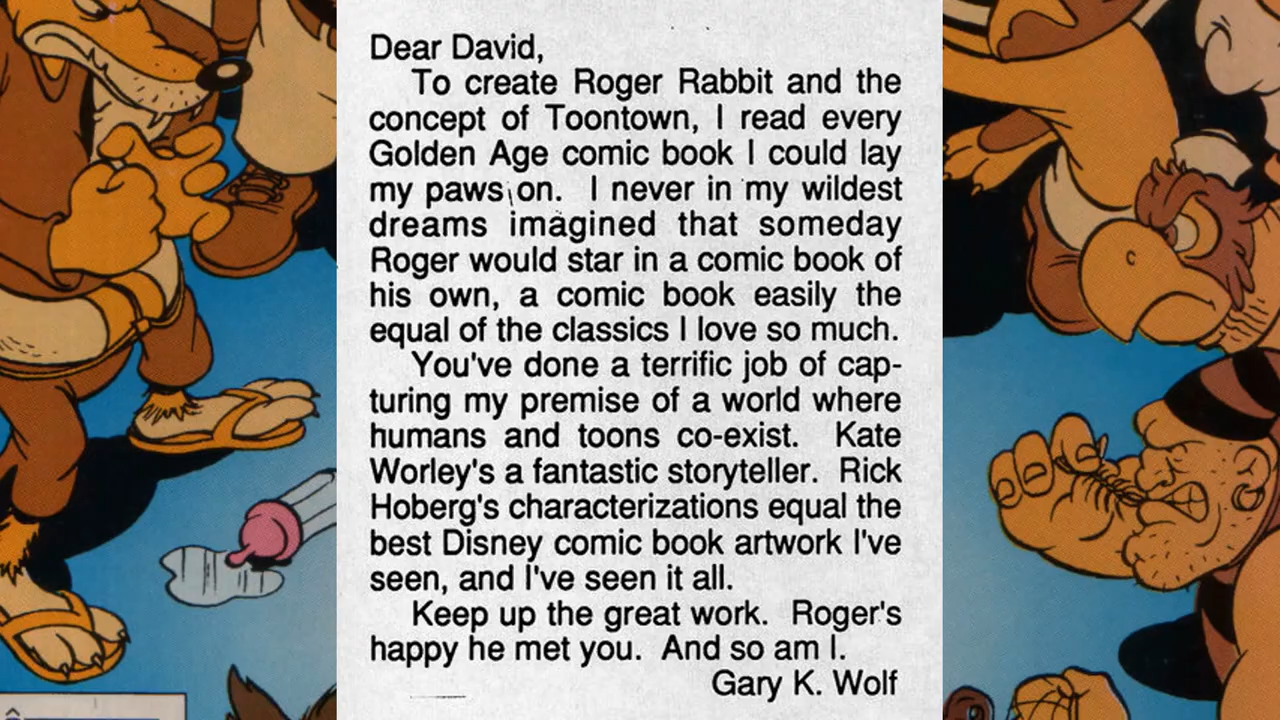 Dear David,
To create Roger Rabbit and the
concept of Toontown, I read every
Golden Age comic book I could lay
my paws on. I never in my wildest
dreams imagined that someday
Roger would star in a comic book of
his own, a comic book easily the
equal of the classics I love so much.
You've done a terrific job of cap-
turing my premise of a world where
humans and toons co-exist. Kate
Worley's a fantastic storyteller. Rick
Hoberg's characterizations equal the
best Disney comic book artwork I've
seen, and I've seen it all.
Keep up the great work. Roger's
happy he met you. And so am I.
Gary K. Wolf